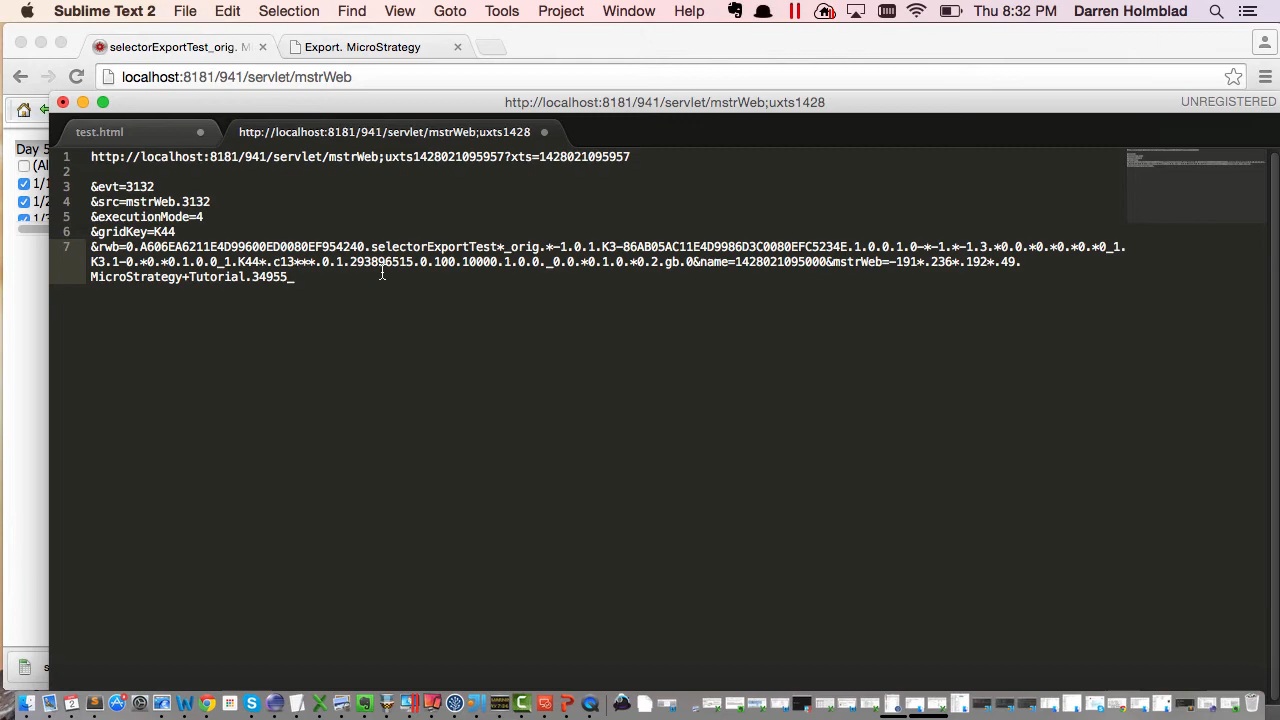 Sublime Text 2 File Edit Selection Find View Goto Tools Project Window Help Thu 8:32 PM Darren Holmblad
selectorExportTest_orig. M
Export. MicroStrategy
localhost:8181/941/servlet/mstrWeb
http://localhost:8181/941/servlet/mstrWeb;uxts1428
UNREGISTERED
test.html
http://localhost:8181/941/servlet/mstrWeb;uxts1428
Day 5
(Al
1/1
1/2
1/3
1 http://localhost:8181/941/servlet/mstrWeb;uxts1428021095957?xts=1428021095957
2
3 &evt=3132
4 &src=mstrWeb.3132
5 &executionMode=4
6 &gridKey=K44
7 &rwb=0.A606EA6211E4D99600ED0080EF954240.selectorExportTest*_orig.*-1.0.1.K3-86AB05AC11E4D9986D3C0080EFC5234E.1.0.0.1.0-*-1.*-1.3.*0.0.*0.*0.*0.*0_1.
K3.1-0.*0.*0.1.0.0_1.K44*.c13***.0.1.293896515.0.100.10000.1.0.0._0.0.*0.1.0.*0.2.gb.0&name=1428021095000&mstrWeb=-191*.236*.192*.49.
MicroStrategy+Tutorial.34955_
s